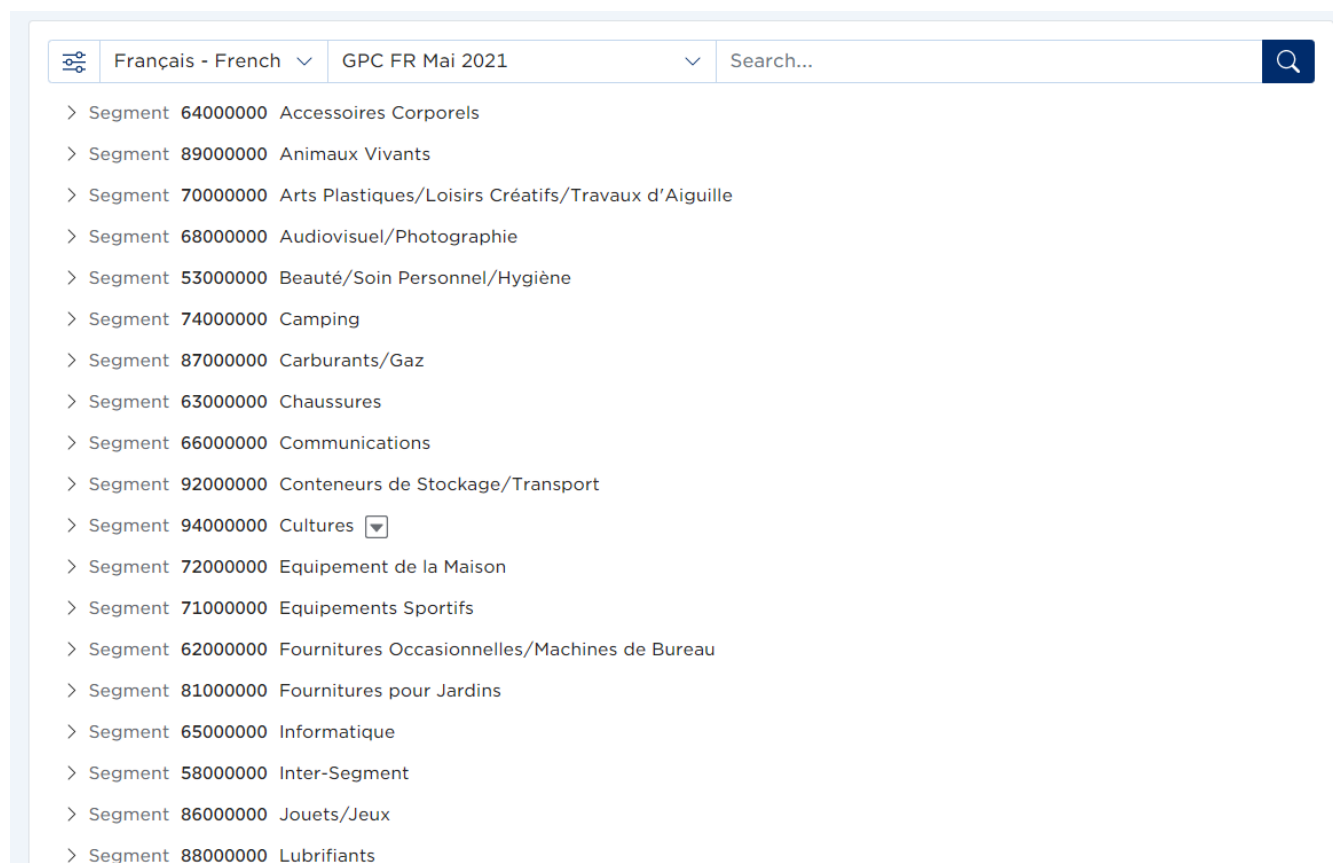 Français - French GPC FR Mai 2021 Search...
Segment 64000000 Accessoires Corporels
Segment 89000000 Animaux Vivants
Segment 70000000 Arts Plastiques/Loisirs Créatifs/Travaux d'Aiguille
Segment 68000000 Audiovisuel/Photographie
Segment 53000000 Beauté/Soin Personnel/Hygiène
Segment 74000000 Camping
Segment 87000000 Carburants/Gaz
Segment 63000000 Chaussures
Segment 66000000 Communications
Segment 92000000 Conteneurs de Stockage/Transport
Segment 94000000 Cultures
Segment 72000000 Equipement de la Maison
Segment 71000000 Equipements Sportifs
Segment 62000000 Fournitures Occasionnelles/Machines de Bureau
Segment 81000000 Fournitures pour Jardins
Segment 65000000 Informatique
Segment 58000000 Inter-Segment
Segment 86000000 Jouets/Jeux
Segment 88000000 Lubrifiants